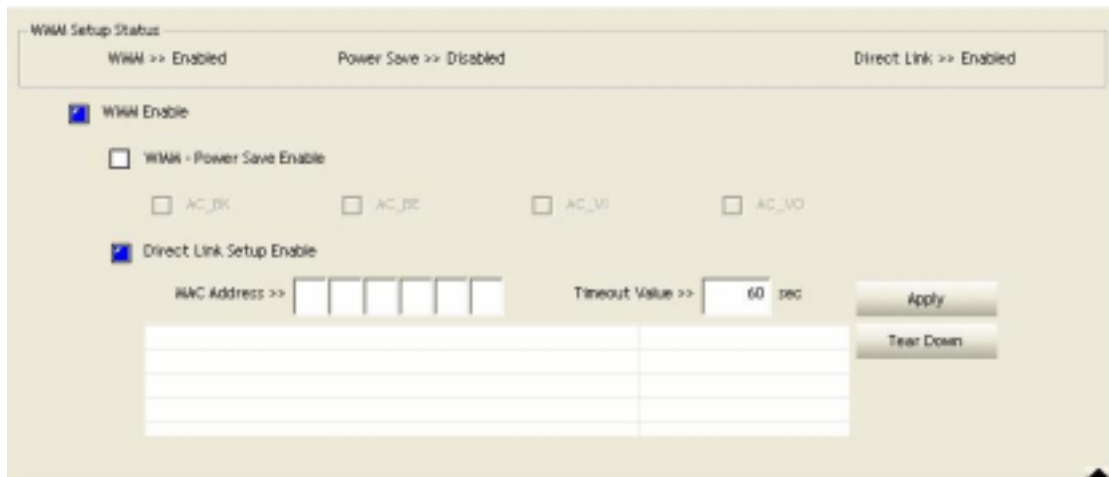 WMM Setup Status
WMM >> Enabled Power Save >> Disabled Direct Link >> Enabled
WMM Enable
WMM - Power Save Enable
AC_BK AC_BE AC_VI AC_VO
Direct Link Setup Enable
MAC Address >> Timeout Value >> 60 sec Apply
Tear Down